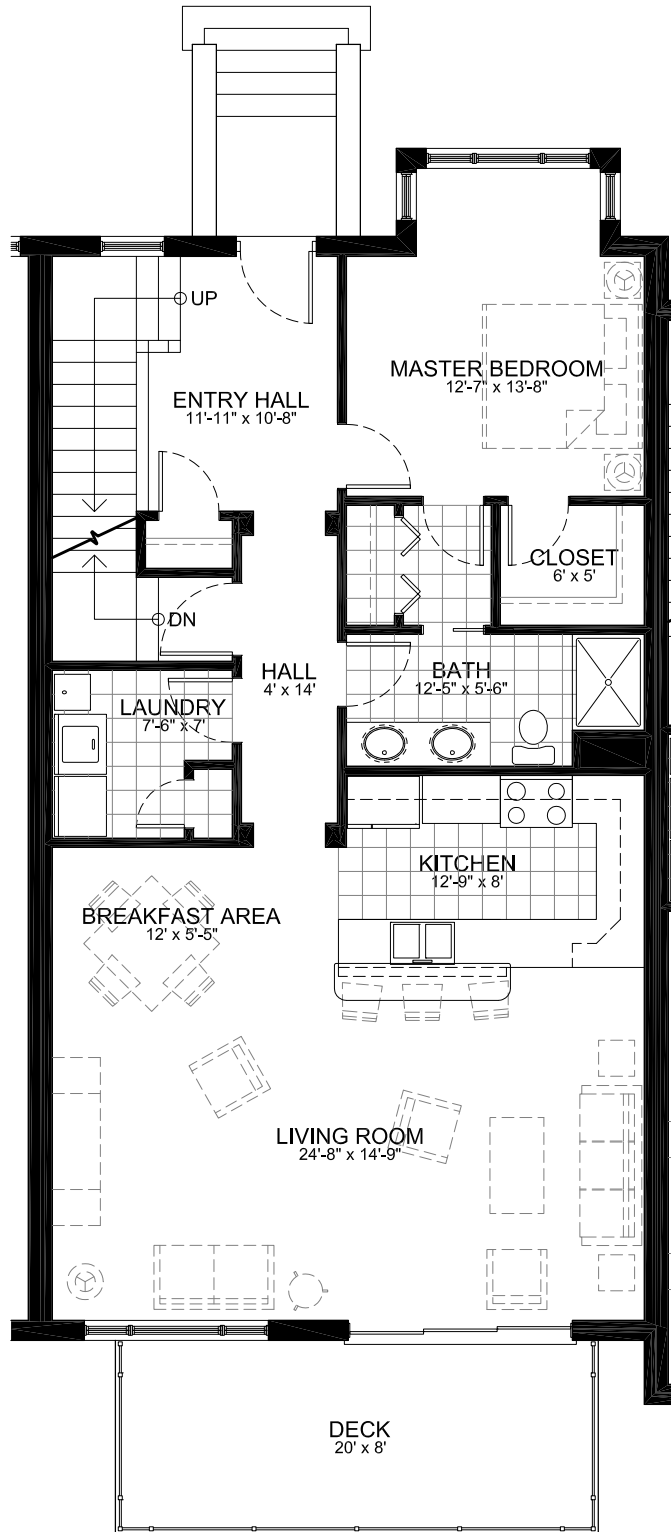 UP
MASTER BEDROOM
12'-7" x 13'-8"
ENTRY HALL
11'-11" x 10'-8"
CLOSET
6' x 5'
DN
HALL
4' x 14'
BATH
12'-5" x 5'-6"
LAUNDRY
7'-6" x 7'
KITCHEN
12'-9" x 8'
BREAKFAST AREA
12' x 5'-5"
LIVING ROOM
24'-8" x 14'-9"
DECK
20' x 8'